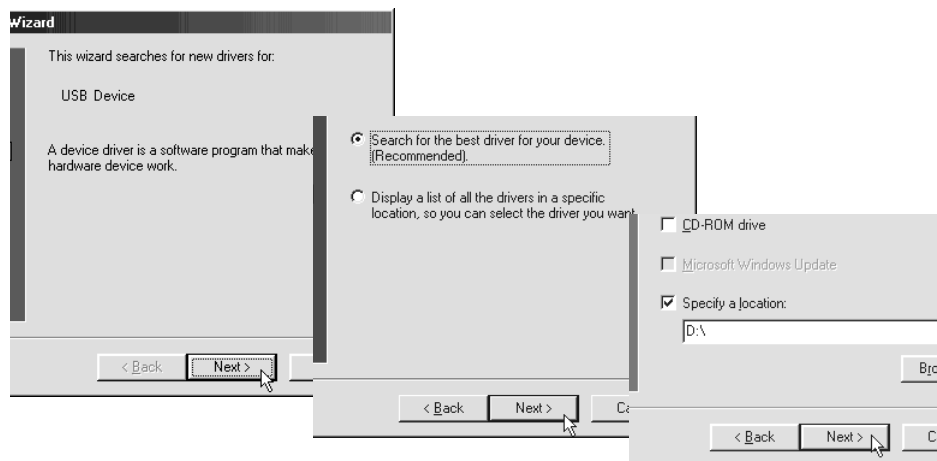 Wizard
This wizard searches for new drivers for:
USB Device
A device driver is a software program that make
hardware device work.
< Back
Next >
Search for the best driver for your device.
(Recommended).
Display a list of all the drivers in a specific
location, so you can select the driver you want.
< Back
Next >
Ca
CD-ROM drive
Microsoft Windows Update
Specify a location:
D:\
Bro
< Back
Next >
C